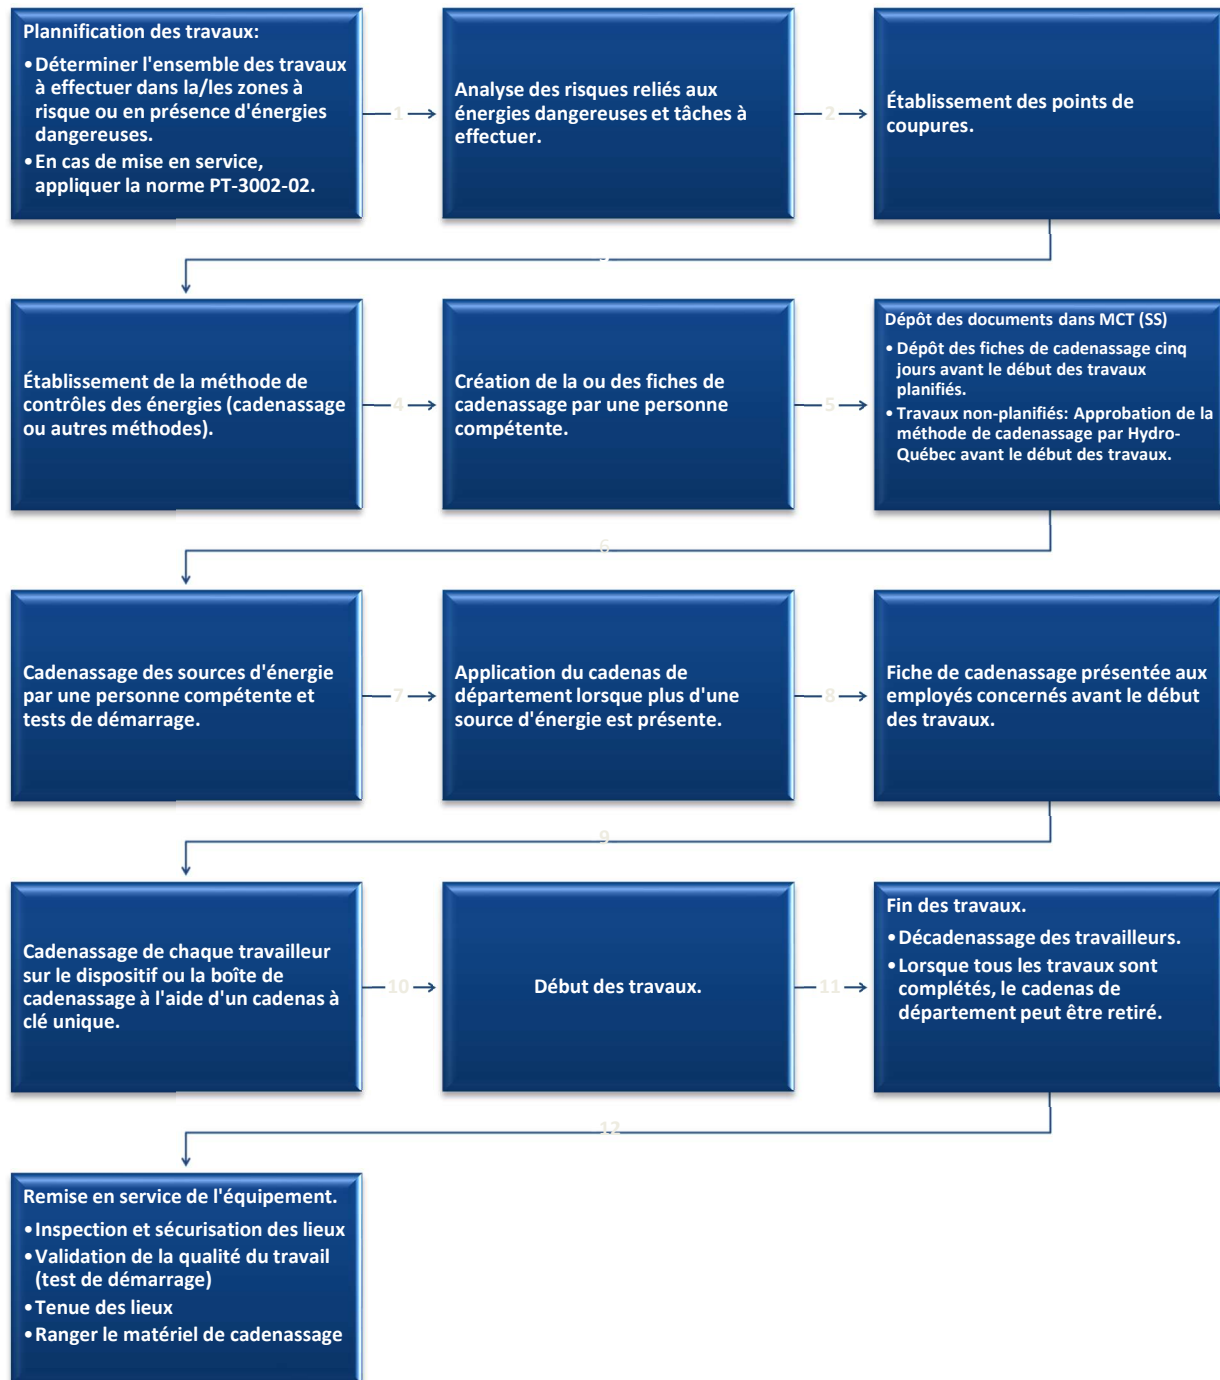 Plannification des travaux:
•Déterminer l'ensemble des travaux
à effectuer dans la/les zones à
risque ou en présence d'énergies
dangereuses.
•En cas de mise en service,
appliquer la norme PT-3002-02.
1
Analyse des risques reliés aux
énergies dangereuses et tâches à
effectuer.
2
Établissement des points de
coupures.
Établissement de la méthode de
contrôles des énergies (cadenassage
ou autres méthodes).
4
Création de la ou des fiches de
cadenassage par une personne
compétente.
5
Dépôt des documents dans MCT (SS)
• Dépôt des fiches de cadenassage cinq
jours avant le début des travaux
planifiés.
• Travaux non-planifiés: Approbation de la
méthode de cadenassage par Hydro-
Québec avant le début des travaux.
6
Cadenassage des sources d'énergie
par une personne compétente et
tests de démarrage.
7
Application du cadenas de
département lorsque plus d'une
source d'énergie est présente.
8
Fiche de cadenassage présentée aux
employés concernés avant le début
des travaux.
9
Cadenassage de chaque travailleur
sur le dispositif ou la boîte de
cadenassage à l'aide d'un cadenas à
clé unique.
10
Début des travaux.
11
Fin des travaux.
•Décadenassage des travailleurs.
•Lorsque tous les travaux sont
complétés, le cadenas de
département peut être retiré.
12
Remise en service de l'équipement.
•Inspection et sécurisation des lieux
•Validation de la qualité du travail
(test de démarrage)
•Tenue des lieux
•Ranger le matériel de cadenassage